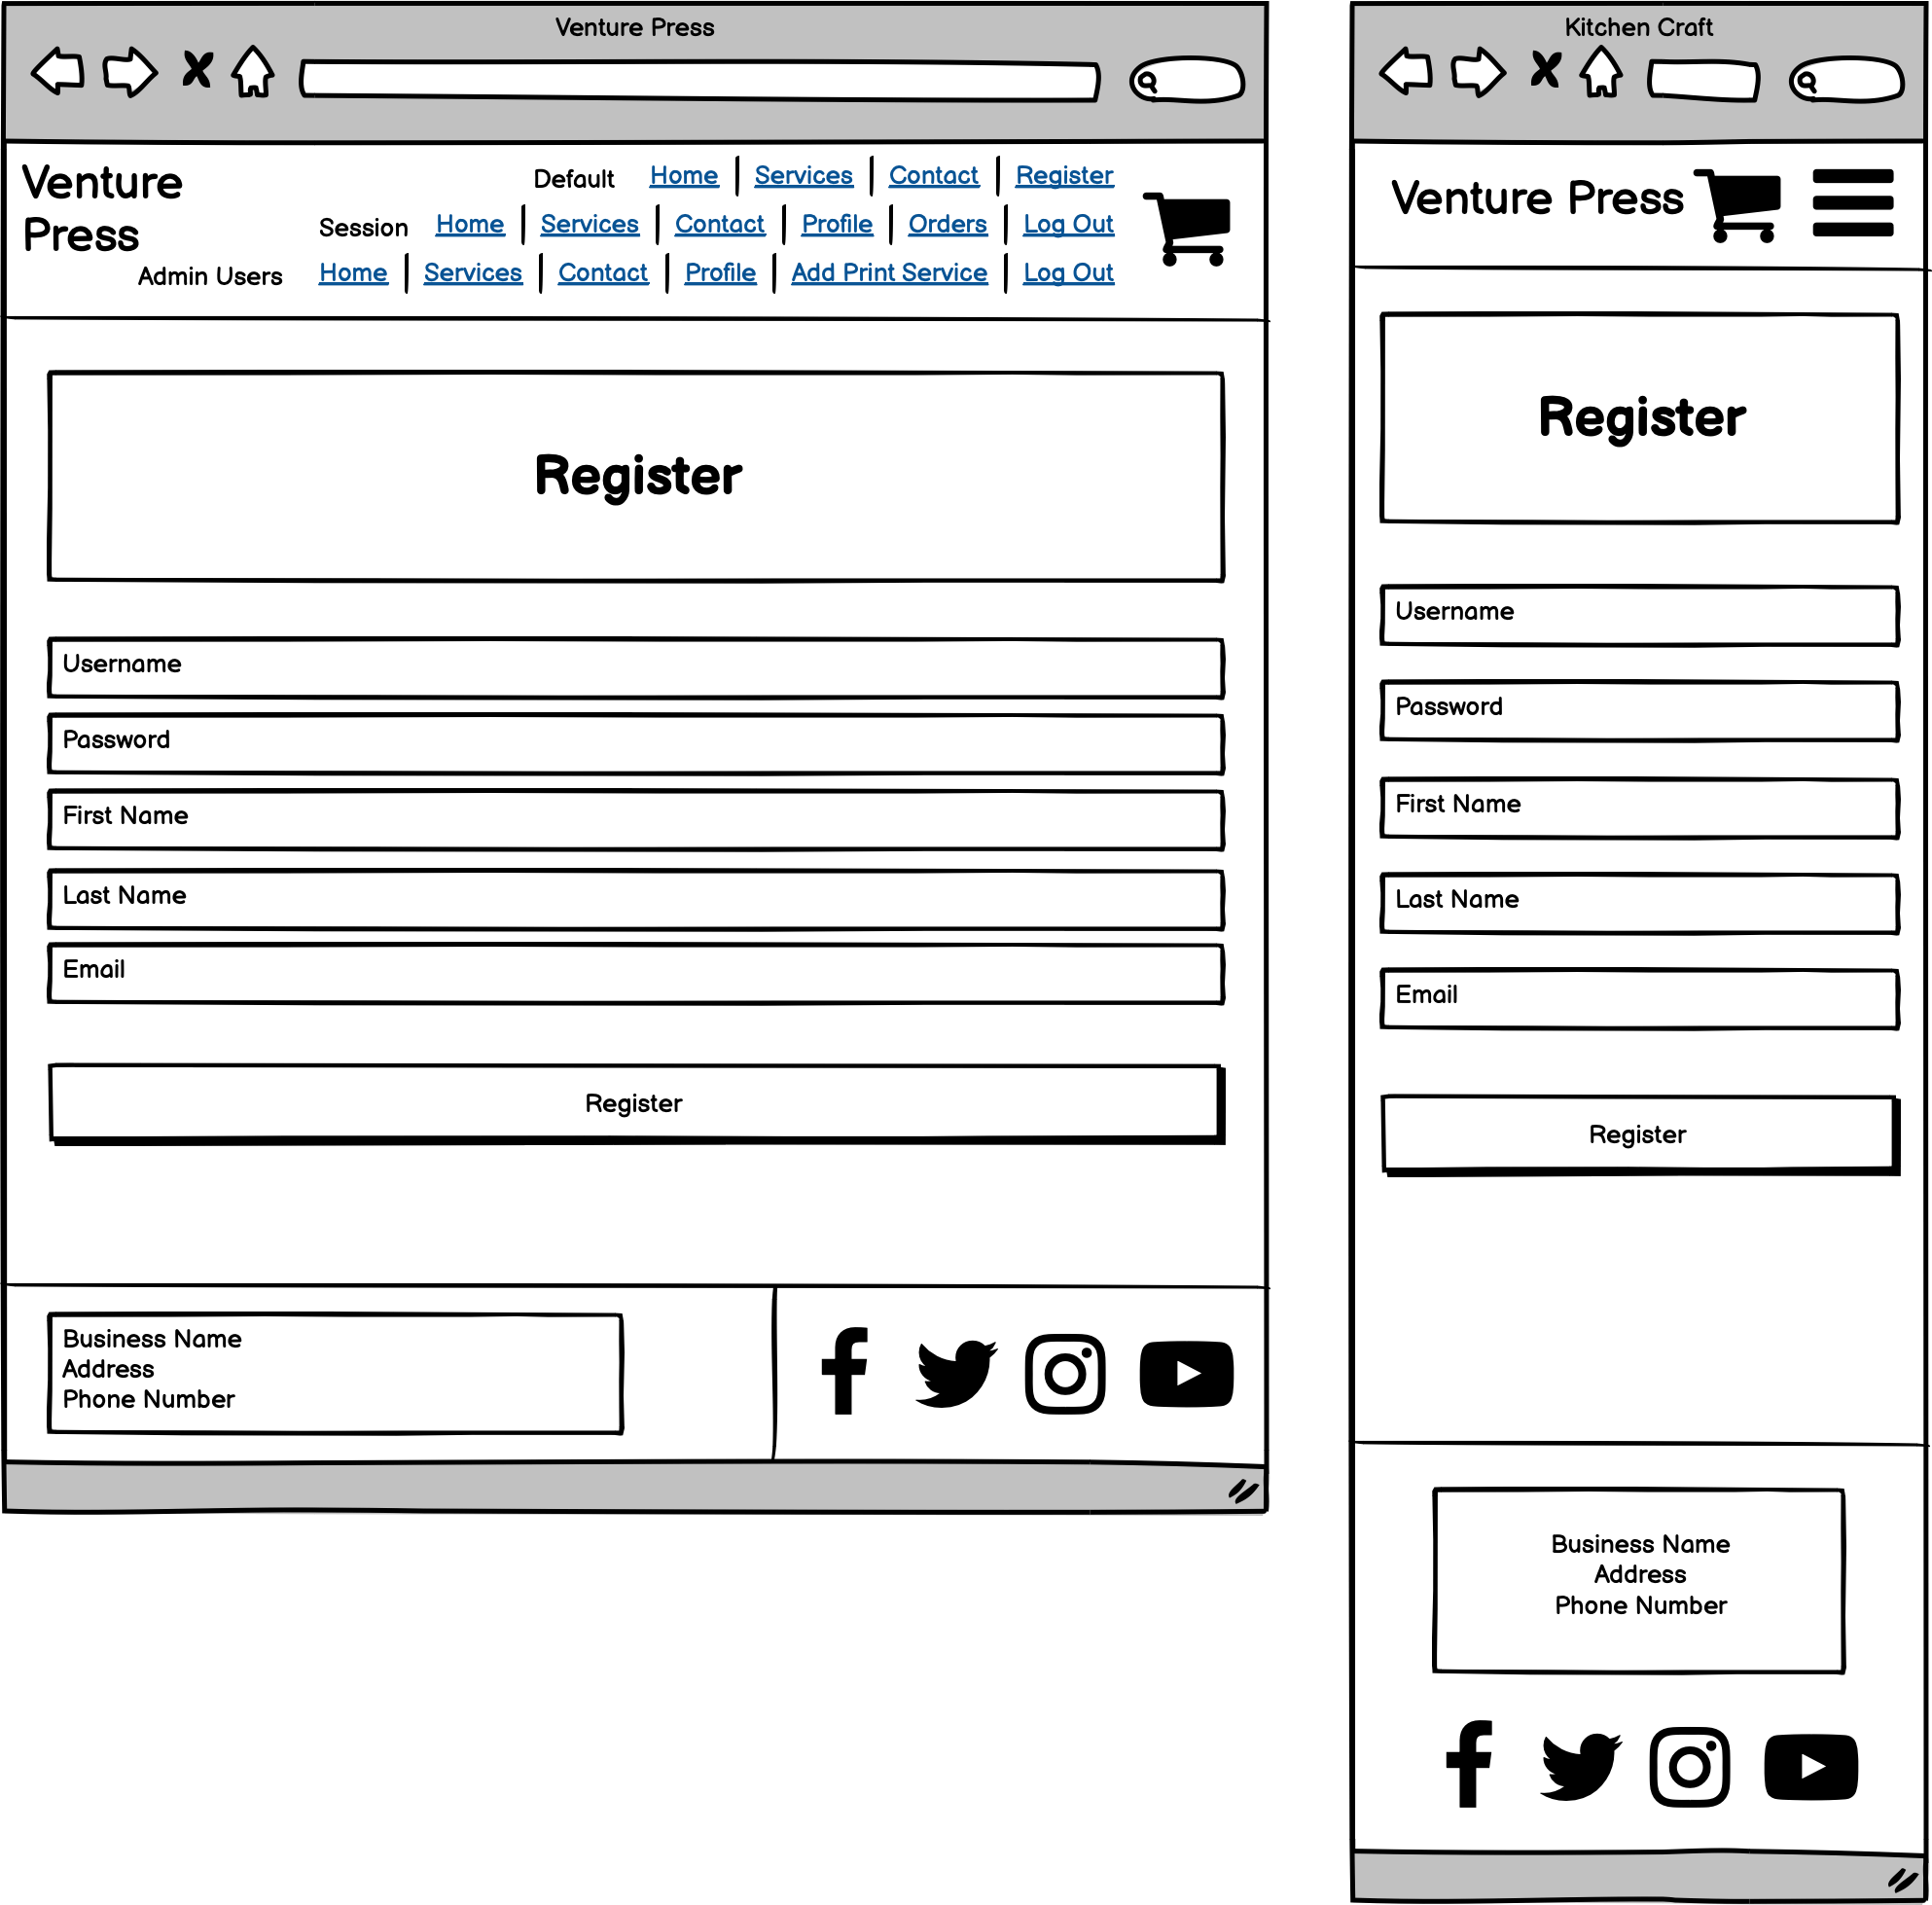 Venture Press
Venture
Press
Default Home Services Contact Register
Session Home Services Contact Profile Orders Log Out
Admin Users Home Services Contact Profile Add Print Service Log Out
Register
Username
Password
First Name
Last Name
Email
Register
Business Name
Address
Phone Number
Kitchen Craft
Venture Press
Register
Username
Password
First Name
Last Name
Email
Register
Business Name
Address
Phone Number